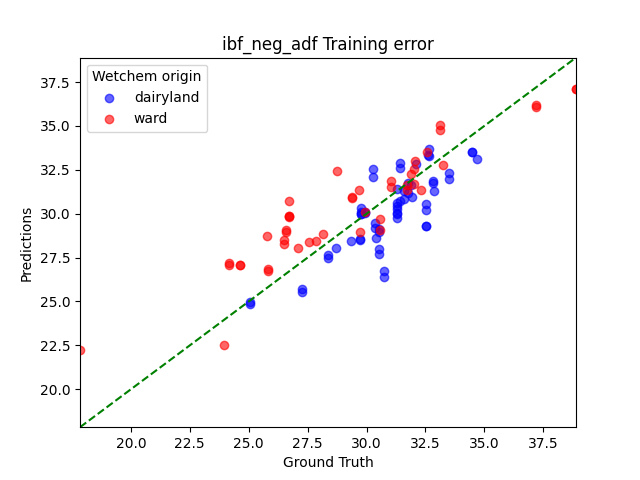 ibf_neg_adf Training error
Wetchem origin
dairyland
ward
37.5
35.0
32.5
30.0
27.5
25.0
22.5
20.0
Predictions
20.0 22.5 25.0 27.5 30.0 32.5 35.0 37.5
Ground Truth